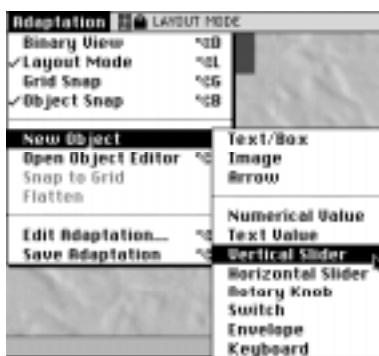 Adaptation LAYOUT MODE
Binary View
✓Layout Mode
Grid Snap
✓Object Snap
New Object
Open Object Editor
Snap to Grid
Flatten
Edit Adaptation...
Save Adaptation
Text/Box
Image
Arrow
Numerical Value
Text Value
Vertical Slider
Horizontal Slider
Rotary Knob
Switch
Envelope
Keyboard